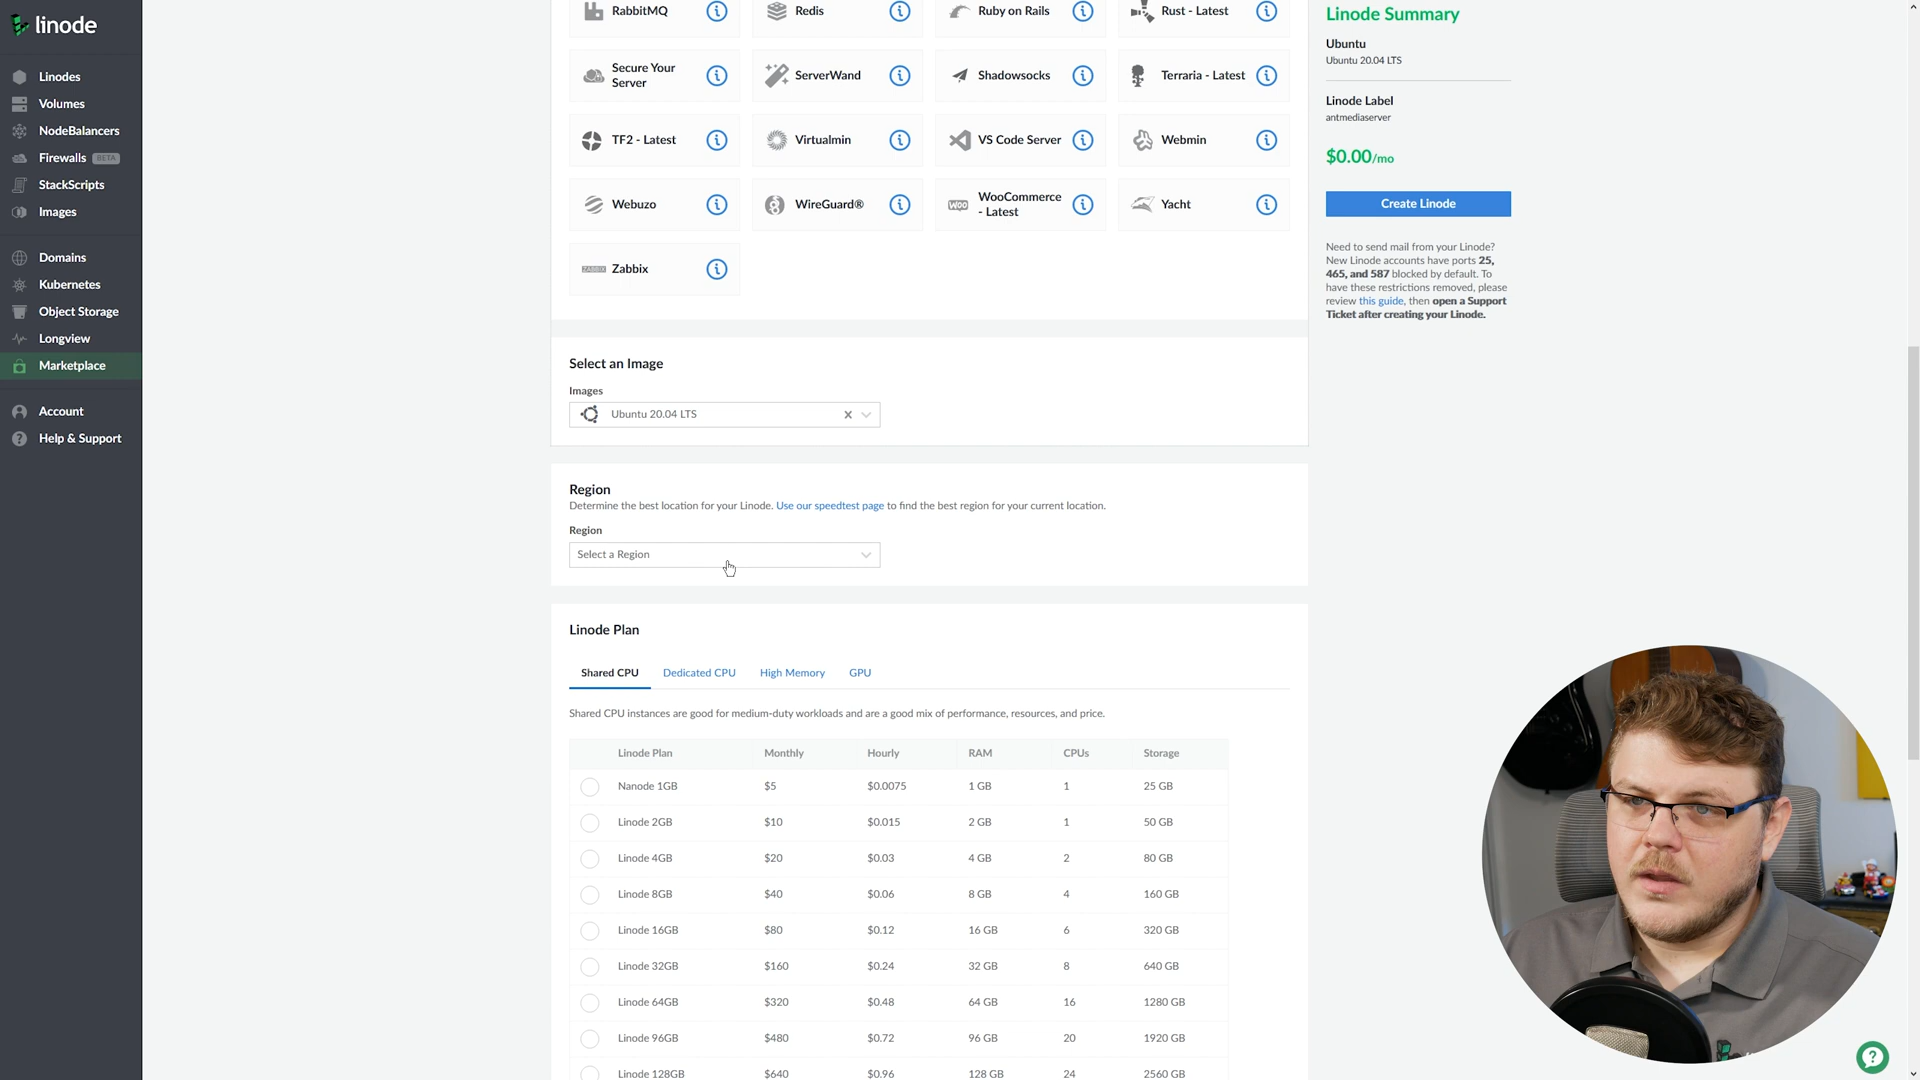 linode
Linodes
Volumes
NodeBalancers
Firewalls BETA
StackScripts
Images
Domains
Kubernetes
Object Storage
Longview
Marketplace
Account
Help & Support
RabbitMQ
Redis
Ruby on Rails
Rust - Latest
Secure Your
Server
ServerWand
Shadowsocks
Terraria - Latest
TF2 - Latest
Virtualmin
VS Code Server
Webmin
Webuzo
WireGuard®
WOO
WooCommerce
- Latest
Yacht
ZABBIX Zabbix
Select an Image
Images
Ubuntu 20.04 LTS
Region
Determine the best location for your Linode. Use our speedtest page to find the best region for your current location.
Region
Select a Region
Linode Plan
Shared CPU Dedicated CPU High Memory GPU
Shared CPU instances are good for medium-duty workloads and are a good mix of performance, resources, and price.
Linode Plan Monthly Hourly RAM CPUs Storage
Nanode 1GB $5 $0.0075 1 GB 1 25 GB
Linode 2GB $10 $0.015 2 GB 1 50 GB
Linode 4GB $20 $0.03 4 GB 2 80 GB
Linode 8GB $40 $0.06 8 GB 4 160 GB
Linode 16GB $80 $0.12 16 GB 6 320 GB
Linode 32GB $160 $0.24 32 GB 8 640 GB
Linode 64GB $320 $0.48 64 GB 16 1280 GB
Linode 96GB $480 $0.72 96 GB 20 1920 GB
Linode 128GB $640 $0.96 128 GB 24 2560 GB
Linode Summary
Ubuntu
Ubuntu 20.04 LTS
Linode Label
antmediaserver
$0.00/mo
Create Linode
Need to send mail from your Linode?
New Linode accounts have ports 25,
465, and 587 blocked by default. To
have these restrictions removed, please
review this guide, then open a Support
Ticket after creating your Linode.